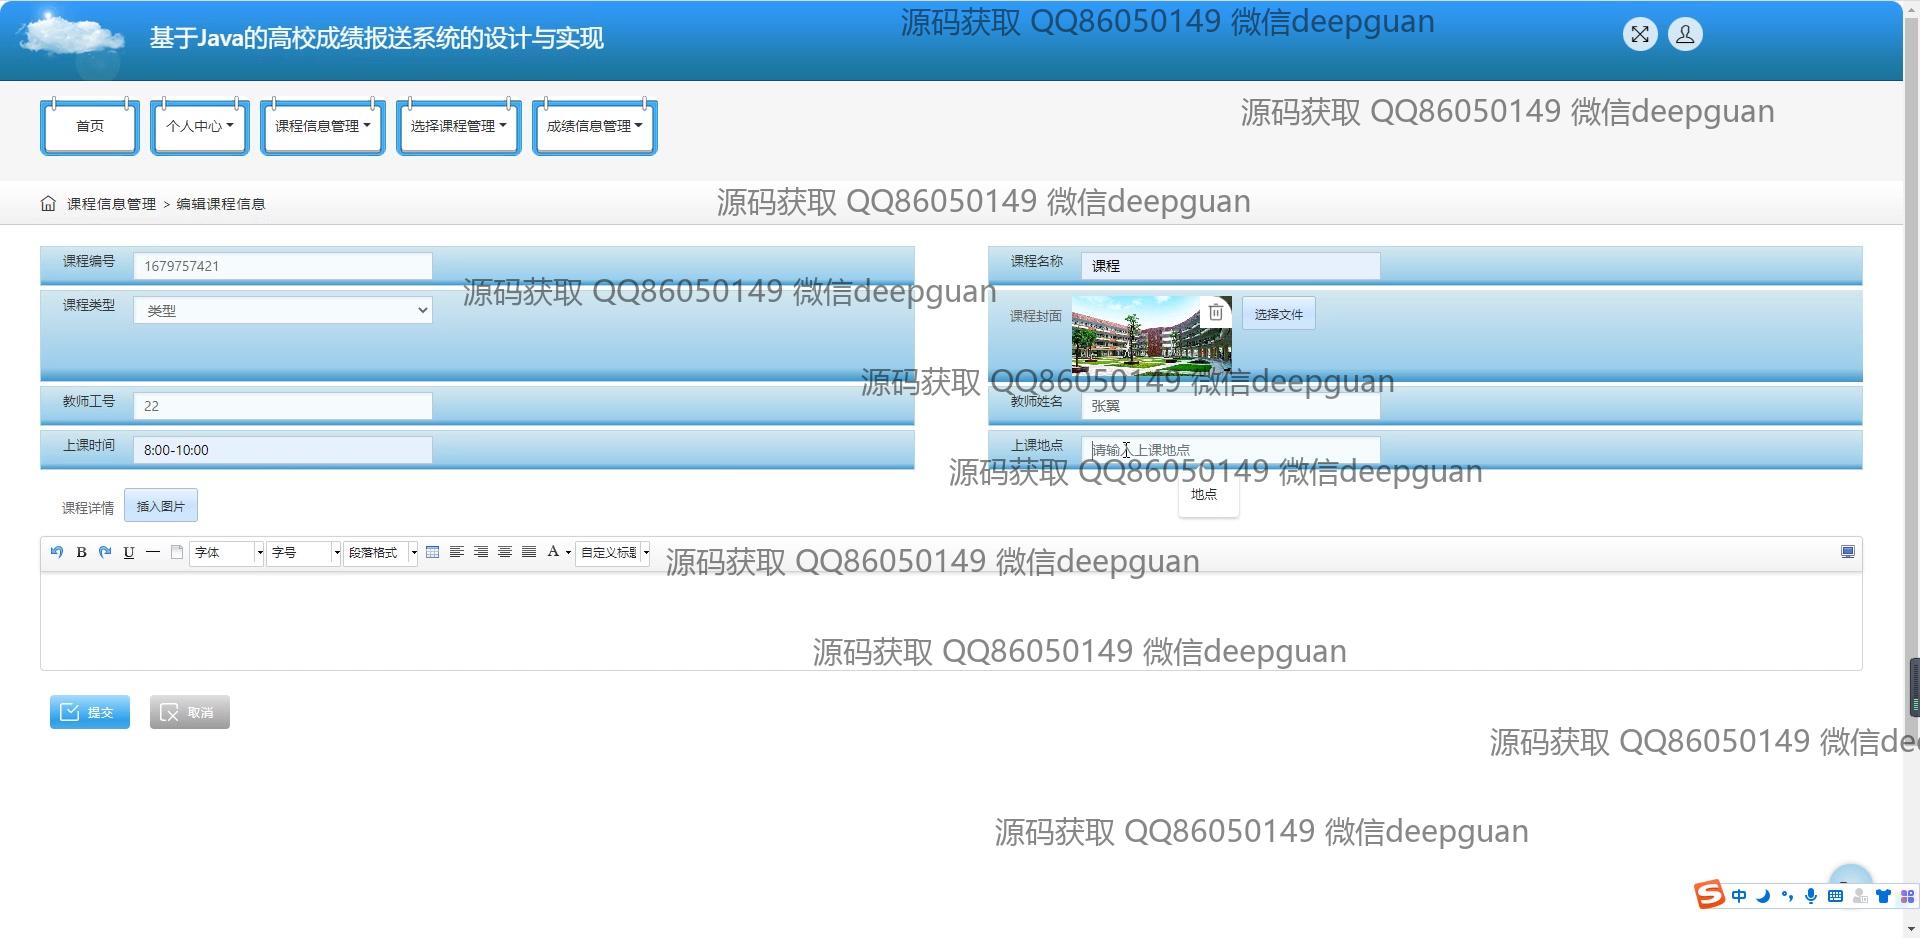 基于Java的高校成绩报送系统的设计与实现
源码获取 QQ86050149 微信deepguan
首页
个人中心
课程信息管理
选择课程管理
成绩信息管理
源码获取 QQ86050149 微信deepguan
课程信息管理 > 编辑课程信息
源码获取 QQ86050149 微信deepguan
课程编号 1679757421
课程名称 课程
源码获取 QQ86050149 微信deepguan
课程类型 类型
课程封面 选择文件
源码获取 QQ86050149 微信deepguan
教师工号 22
教师姓名 张翼
上课时间 8:00-10:00
上课地点 请输入上课地点
源码获取 QQ86050149 微信deepguan
地点
课程详情 插入图片
B U 字体 字号 段落格式 A 自定义标题
源码获取 QQ86050149 微信deepguan
源码获取 QQ86050149 微信deepguan
提交 取消
源码获取 QQ86050149 微信de
源码获取 QQ86050149 微信deepguan
S中